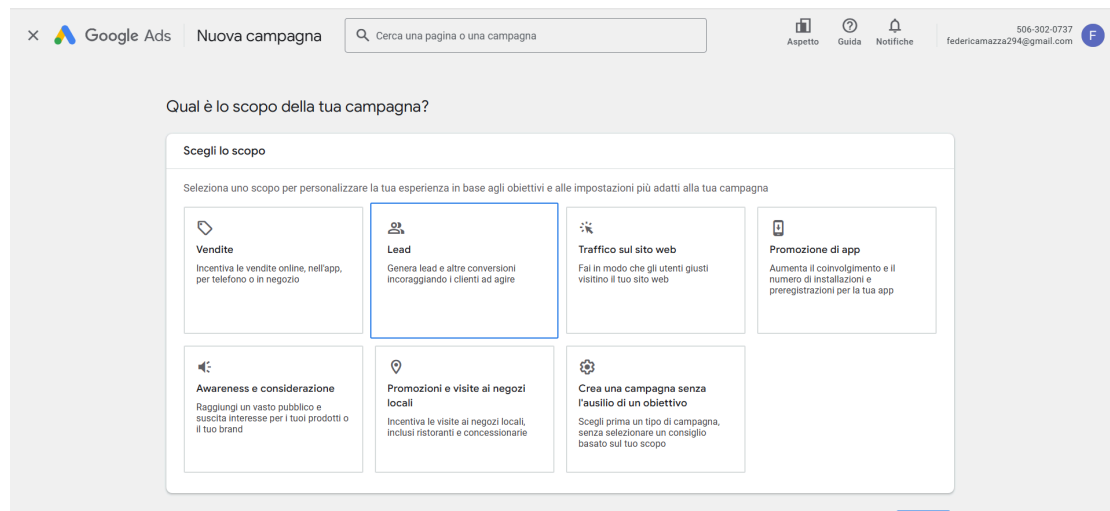 Google Ads
Nuova campagna
Cerca una pagina o una campagna
Aspetto
Guida
Notifiche
506-302-0737
federicamazza294@gmail.com
F
Qual è lo scopo della tua campagna?
Scegli lo scopo
Seleziona uno scopo per personalizzare la tua esperienza in base agli obiettivi e alle impostazioni più adatti alla tua campagna
Vendite
Incentiva le vendite online, nell'app,
per telefono o in negozio
Lead
Genera lead e altre conversioni
incoraggiando i clienti ad agire
Traffico sul sito web
Fai in modo che gli utenti giusti
visitino il tuo sito web
Promozione di app
Aumenta il coinvolgimento e il
numero di installazioni e
preregistrazioni per la tua app
Awareness e considerazione
Raggiungi un vasto pubblico e
suscita interesse per i tuoi prodotti o
il tuo brand
Promozioni e visite ai negozi
locali
Incentiva le visite ai negozi locali,
inclusi ristoranti e concessionarie
Crea una campagna senza
l'ausilio di un obiettivo
Scegli prima un tipo di campagna,
senza selezionare un consiglio
basato sul tuo scopo